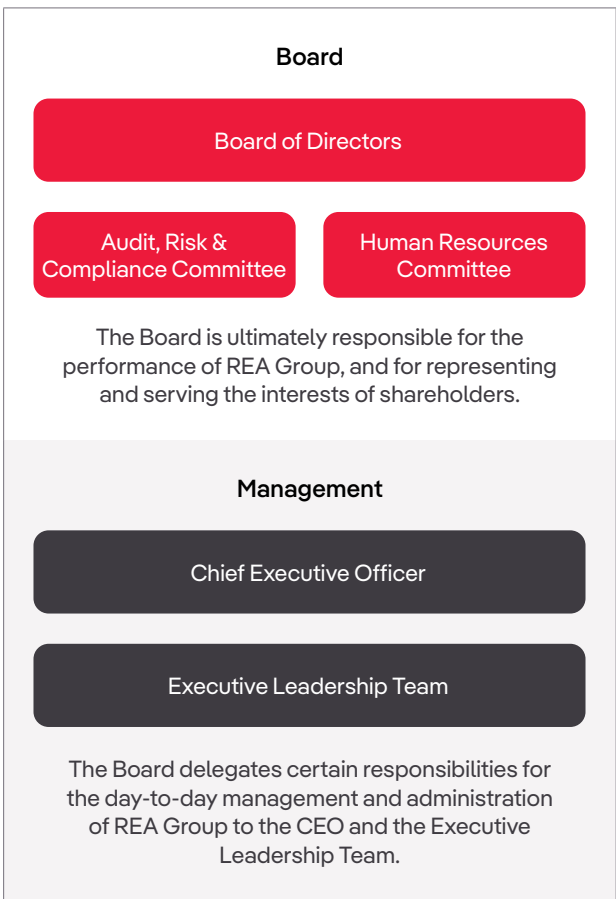 Board
Board of Directors
Audit, Risk &
Compliance Committee
Human Resources
Committee
The Board is ultimately responsible for the
performance of REA Group, and for representing
and serving the interests of shareholders.
Management
Chief Executive Officer
Executive Leadership Team
The Board delegates certain responsibilities for
the day-to-day management and administration
of REA Group to the CEO and the Executive
Leadership Team.